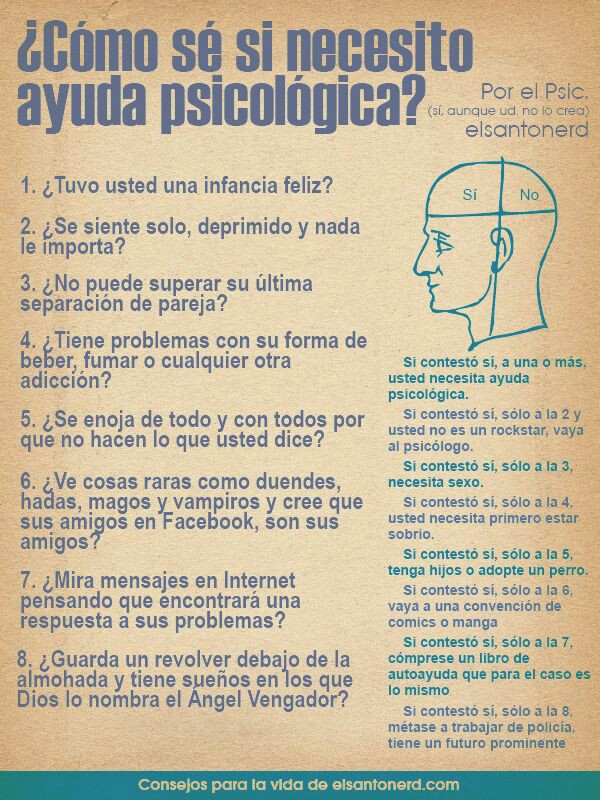 ¿Cómo sé si necesito
ayuda psicológica?
Por el Psic.
(sí, aunque ud. no lo crea)
elsantonerd
1. ¿Tuvo usted una infancia feliz?
2. ¿Se siente solo, deprimido y nada
le importa?
3. ¿No puede superar su última
separación de pareja?
4. ¿Tiene problemas con su forma de
beber, fumar o cualquier otra
adicción?
5. ¿Se enoja de todo y con todos por
que no hacen lo que usted dice?
6. ¿Ve cosas raras como duendes,
hadas, magos y vampiros y cree que
sus amigos en Facebook, son sus
amigos?
7. ¿Mira mensajes en Internet
pensando que encontrará una
respuesta a sus problemas?
8. ¿Guarda un revolver debajo de la
almohada y tiene sueños en los que
Dios lo nombra el Ángel Vengador?
Sí No
Si contestó sí, a una o más,
usted necesita ayuda
psicológica.
Si contestó sí, sólo a la 2 y
usted no es un rockstar, vaya
al psicólogo.
Si contestó sí, sólo a la 3,
necesita sexo.
Si contestó sí, sólo a la 4,
usted necesita primero estar
sobrio.
Si contestó sí, sólo a la 5,
tenga hijos o adopte un perro.
Si contestó sí, sólo a la 6,
vaya a una convención de
comics o manga
Si contestó sí, sólo a la 7,
cómprese un libro de
autoayuda que para el caso es
lo mismo
Si contestó sí, sólo a la 8,
métase a trabajar de policía,
tiene un futuro prominente
Consejos para la vida de elsantonerd.com